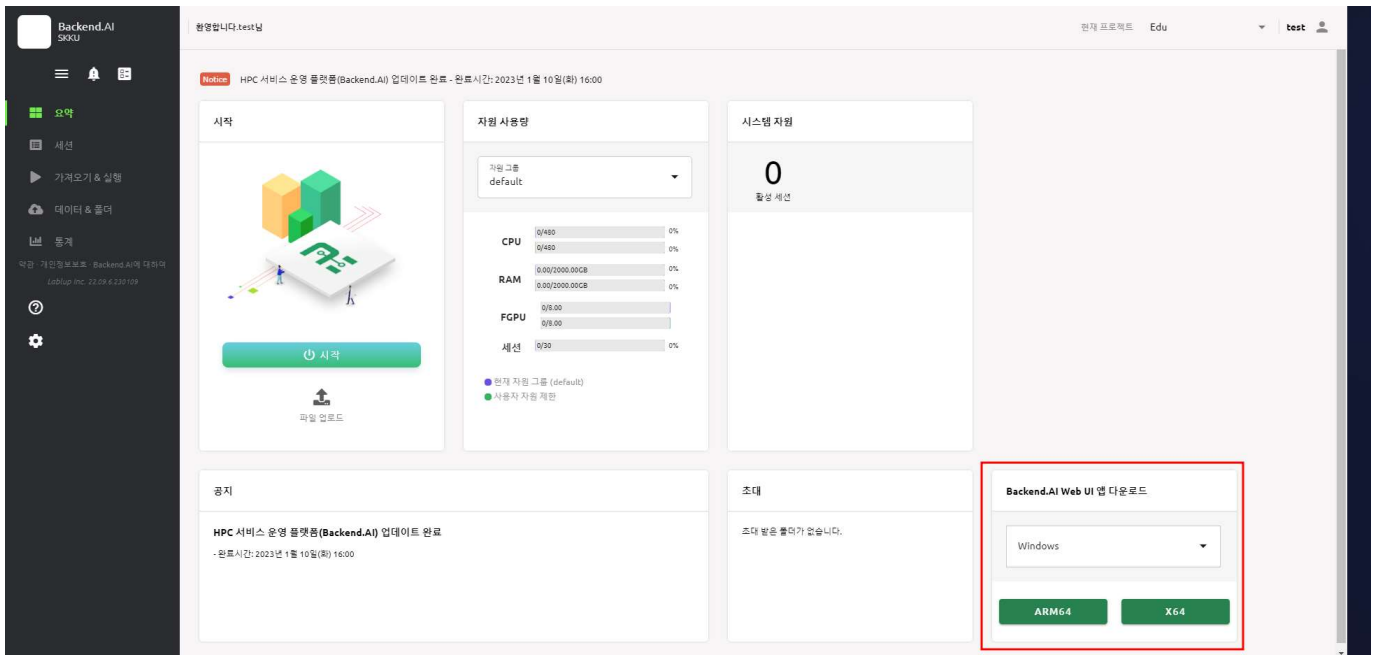 Backend.AI
SKKU
환영합니다.test님
현재 프로젝트 Edu
test
요약
세션
가져오기 & 실행
데이터 & 폴더
통계
약관 · 개인정보보호 · Backend.AI에 대하여
Lablup Inc. 22.09.6.230109
Notice HPC 서비스 운영 플랫폼(Backend.AI) 업데이트 완료 - 완료시간: 2023년 1월 10일(화) 16:00
시작
시작
파일 업로드
자원 사용량
자원 그룹
default
CPU
0/480 0%
0/480 0%
RAM
0.00/2000.00GB 0%
0.00/2000.00GB 0%
FGPU
0/8.00
0/8.00
세션 0/30 0%
현재 자원 그룹 (default)
사용자 자원 제한
시스템 자원
0
활성 세션
공지
HPC 서비스 운영 플랫폼(Backend.AI) 업데이트 완료
- 완료시간: 2023년 1월 10일(화) 16:00
초대
초대 받은 폴더가 없습니다.
Backend.AI Web UI 앱 다운로드
Windows
ARM64 X64